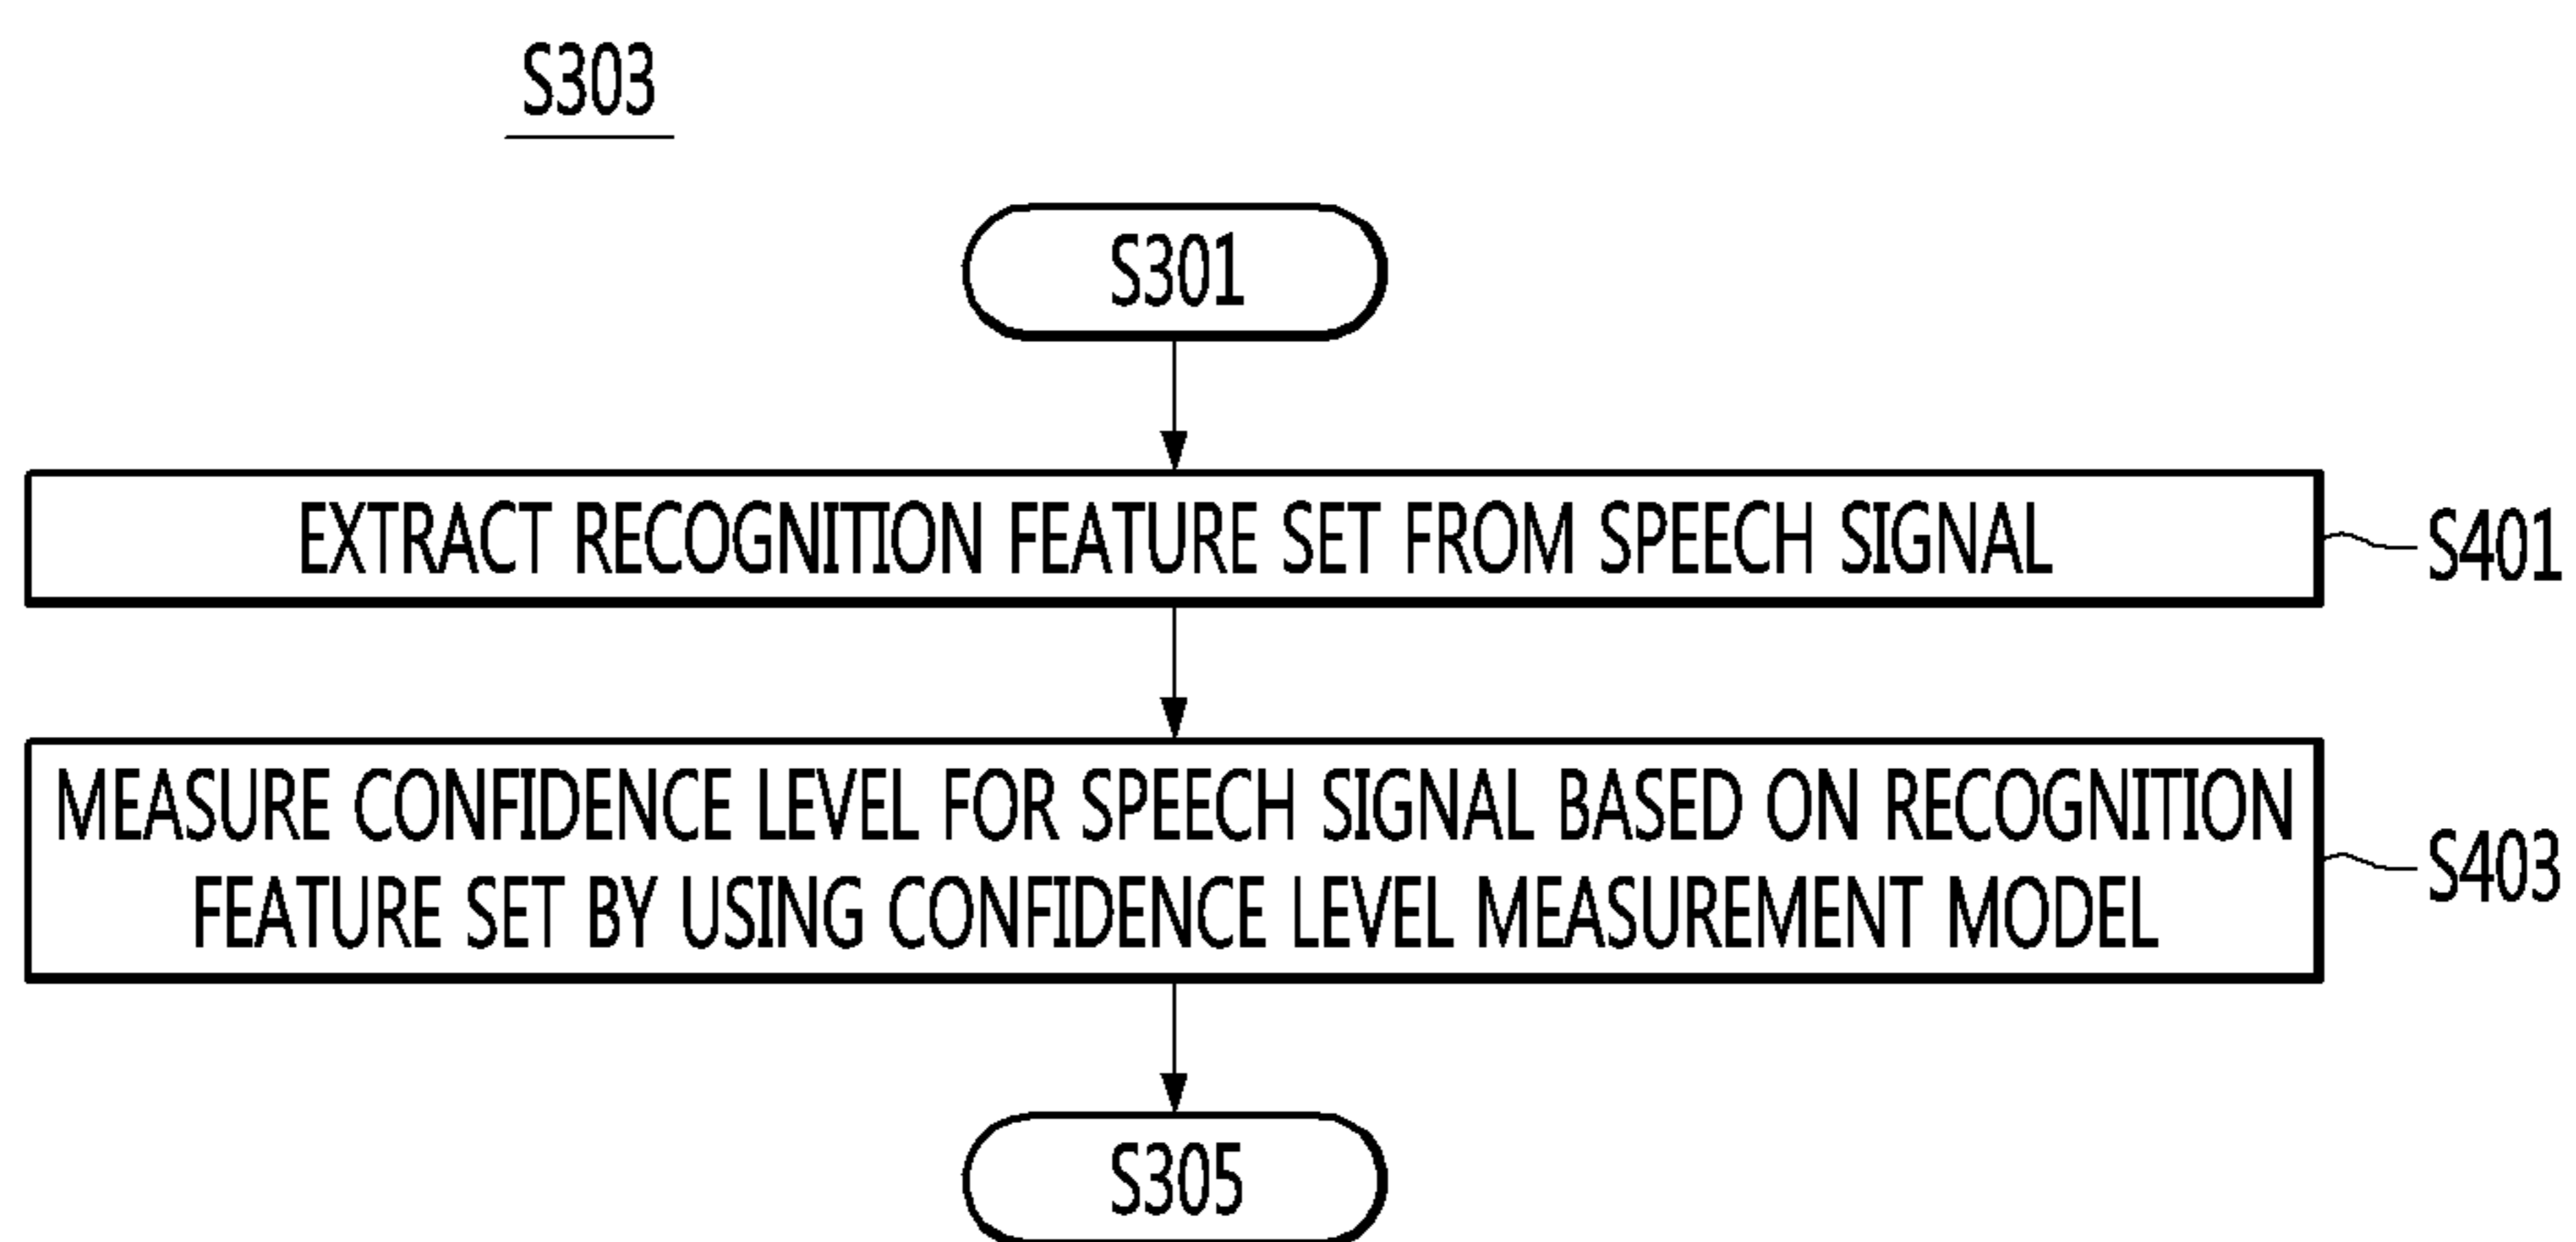 S303
S301
EXTRACT RECOGNITION FEATURE SET FROM SPEECH SIGNAL
S401
MEASURE CONFIDENCE LEVEL FOR SPEECH SIGNAL BASED ON RECOGNITION
FEATURE SET BY USING CONFIDENCE LEVEL MEASUREMENT MODEL
S403
S305